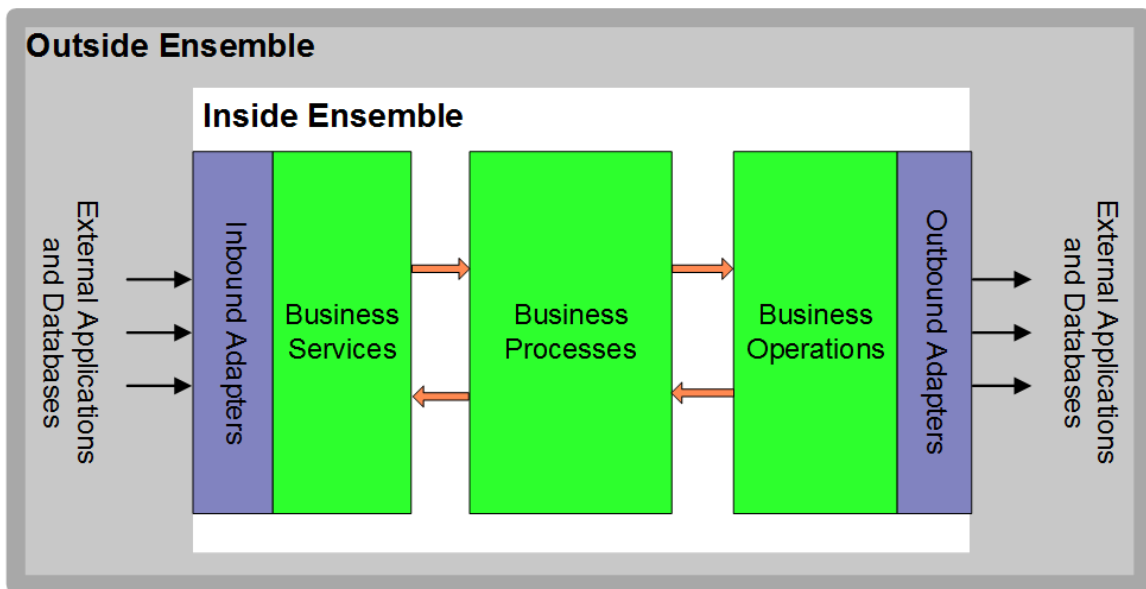 Outside Ensemble
Inside Ensemble
External Applications
and Databases
Inbound Adapters
Business
Services
Business
Processes
Business
Operations
Outbound Adapters
External Applications
and Databases